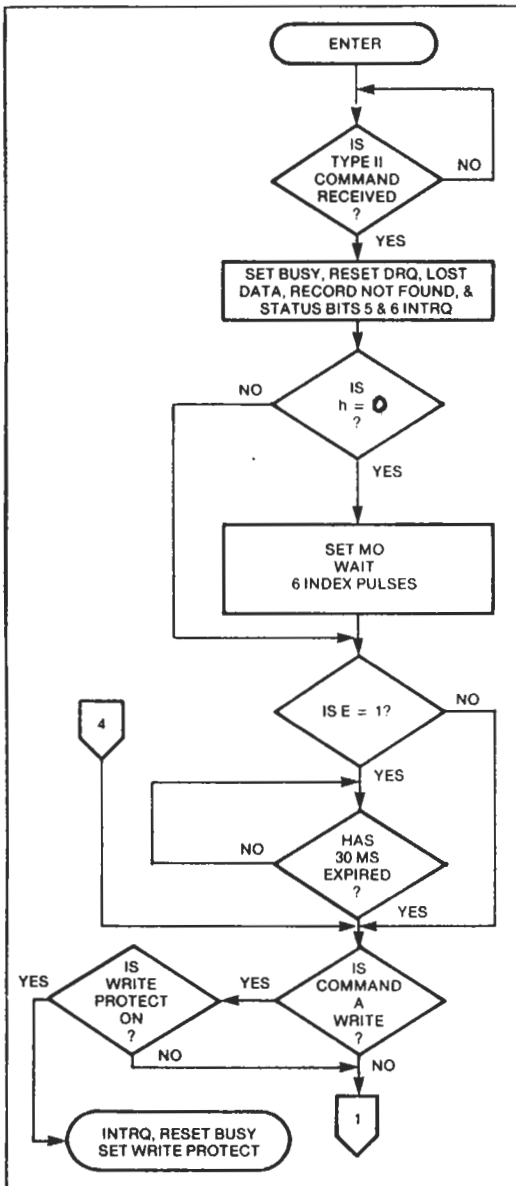 ENTER
IS
TYPE II
COMMAND
RECEIVED
?
NO
YES
SET BUSY, RESET DRQ, LOST
DATA, RECORD NOT FOUND, &
STATUS BITS 5 & 6 INTRQ
NO
IS
h = 0
?
YES
SET MO
WAIT
6 INDEX PULSES
IS E = 1?
NO
4
YES
HAS
30 MS
EXPIRED
?
NO
YES
YES
IS
WRITE
PROTECT
ON
?
YES
IS
COMMAND
A
WRITE
?
NO
NO
1
INTRQ, RESET BUSY
SET WRITE PROTECT